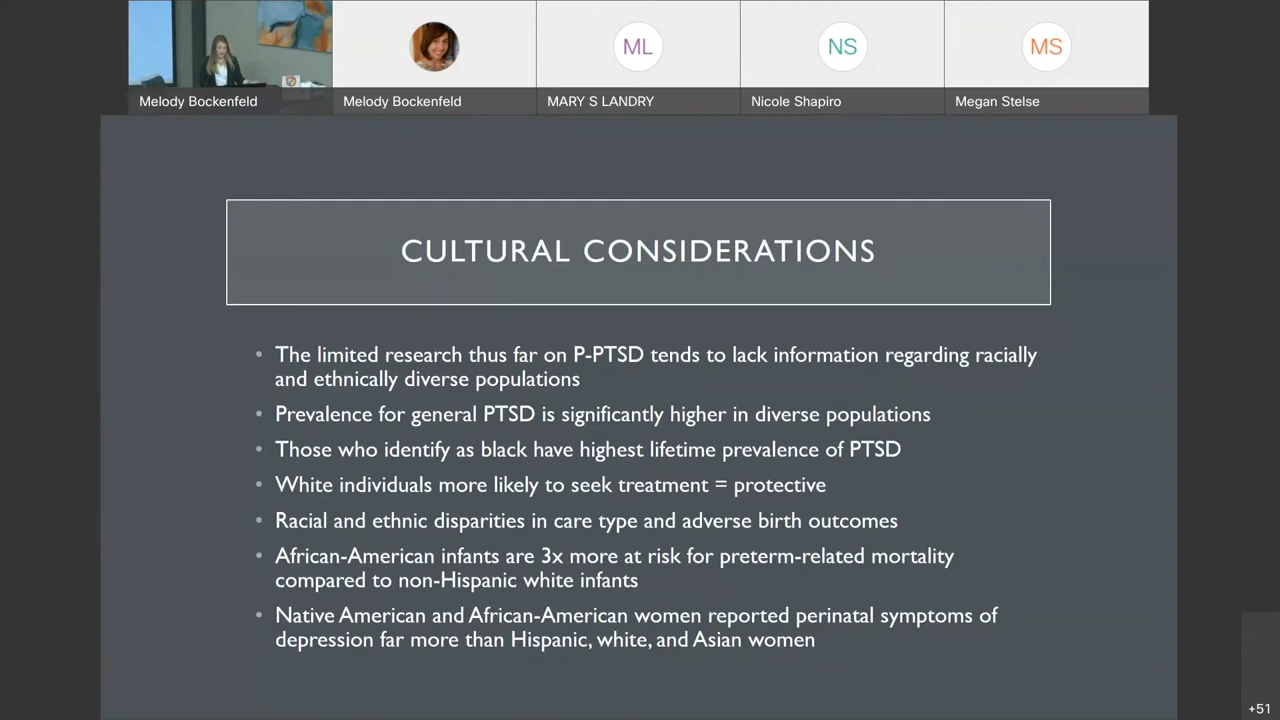 Melody Bockenfeld
Melody Bockenfeld
ML
MARY S LANDRY
NS
Nicole Shapiro
MS
Megan Stelse
CULTURAL CONSIDERATIONS
• The limited research thus far on P-PTSD tends to lack information regarding racially
and ethnically diverse populations
• Prevalence for general PTSD is significantly higher in diverse populations
• Those who identify as black have highest lifetime prevalence of PTSD
• White individuals more likely to seek treatment = protective
• Racial and ethnic disparities in care type and adverse birth outcomes
• African-American infants are 3x more at risk for preterm-related mortality
compared to non-Hispanic white infants
• Native American and African-American women reported perinatal symptoms of
depression far more than Hispanic, white, and Asian women
+51